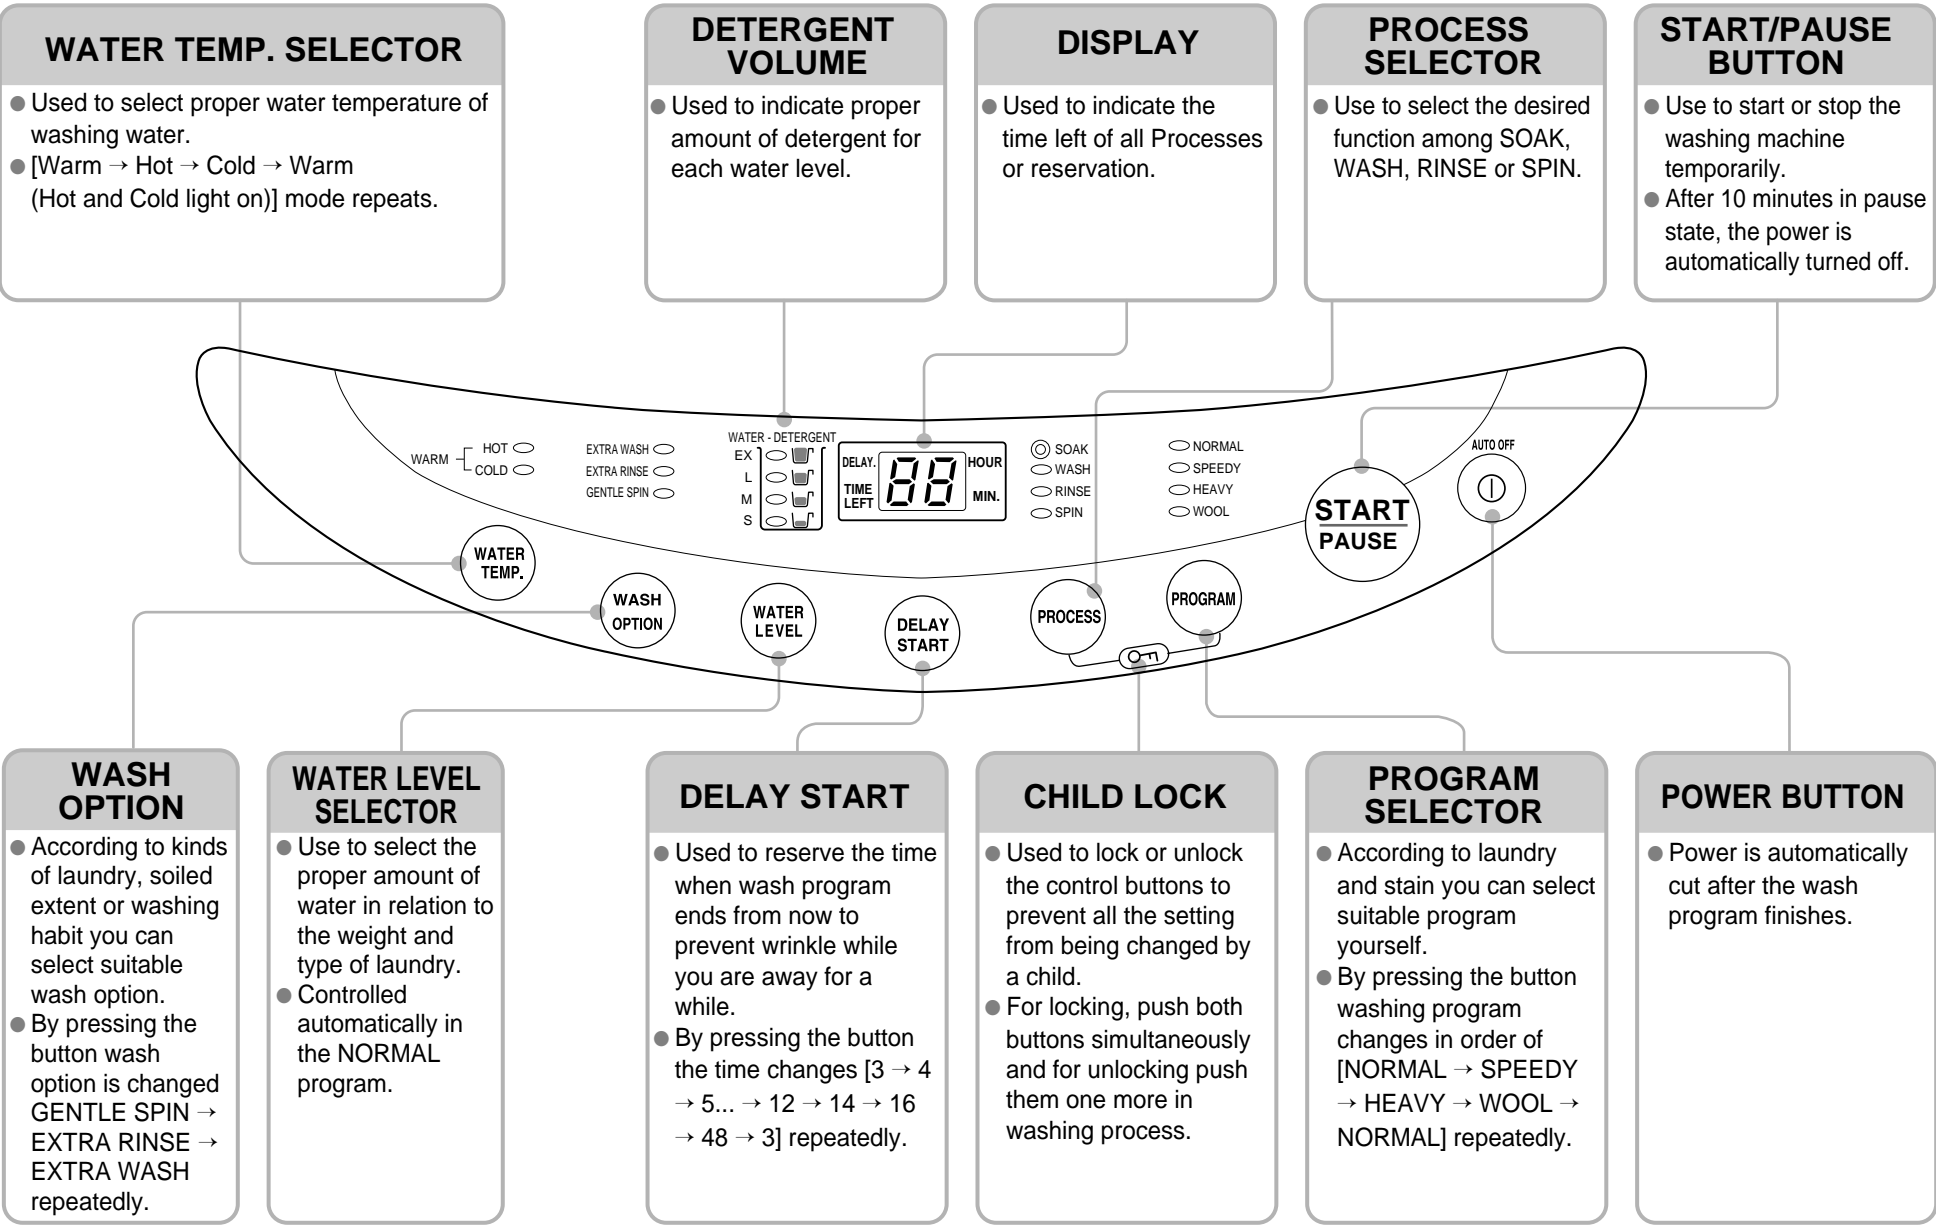 WATER TEMP. SELECTOR
● Used to select proper water temperature of
washing water.
● [Warm → Hot → Cold → Warm
(Hot and Cold light on)] mode repeats.
DETERGENT
VOLUME
● Used to indicate proper
amount of detergent for
each water level.
DISPLAY
● Used to indicate the
time left of all Processes
or reservation.
PROCESS
SELECTOR
● Use to select the desired
function among SOAK,
WASH, RINSE or SPIN.
START/PAUSE
BUTTON
● Use to start or stop the
washing machine
temporarily.
● After 10 minutes in pause
state, the power is
automatically turned off.
WARM
HOT
COLD
EXTRA WASH
EXTRA RINSE
GENTLE SPIN
WATER - DETERGENT
EX
L
M
S
DELAY.
TIME
LEFT
88
HOUR
MIN.
SOAK
WASH
RINSE
SPIN
NORMAL
SPEEDY
HEAVY
WOOL
START
PAUSE
AUTO OFF
WATER
TEMP.
WASH
OPTION
WATER
LEVEL
DELAY
START
PROCESS
PROGRAM
WASH
OPTION
● According to kinds
of laundry, soiled
extent or washing
habit you can
select suitable
wash option.
● By pressing the
button wash
option is changed
GENTLE SPIN →
EXTRA RINSE →
EXTRA WASH
repeatedly.
WATER LEVEL
SELECTOR
● Use to select the
proper amount of
water in relation to
the weight and
type of laundry.
● Controlled
automatically in
the NORMAL
program.
DELAY START
● Used to reserve the time
when wash program
ends from now to
prevent wrinkle while
you are away for a
while.
● By pressing the button
the time changes [3 → 4
→ 5... → 12 → 14 → 16
→ 48 → 3] repeatedly.
CHILD LOCK
● Used to lock or unlock
the control buttons to
prevent all the setting
from being changed by
a child.
● For locking, push both
buttons simultaneously
and for unlocking push
them one more in
washing process.
PROGRAM
SELECTOR
● According to laundry
and stain you can select
suitable program
yourself.
● By pressing the button
washing program
changes in order of
[NORMAL → SPEEDY
→ HEAVY → WOOL →
NORMAL] repeatedly.
POWER BUTTON
● Power is automatically
cut after the wash
program finishes.